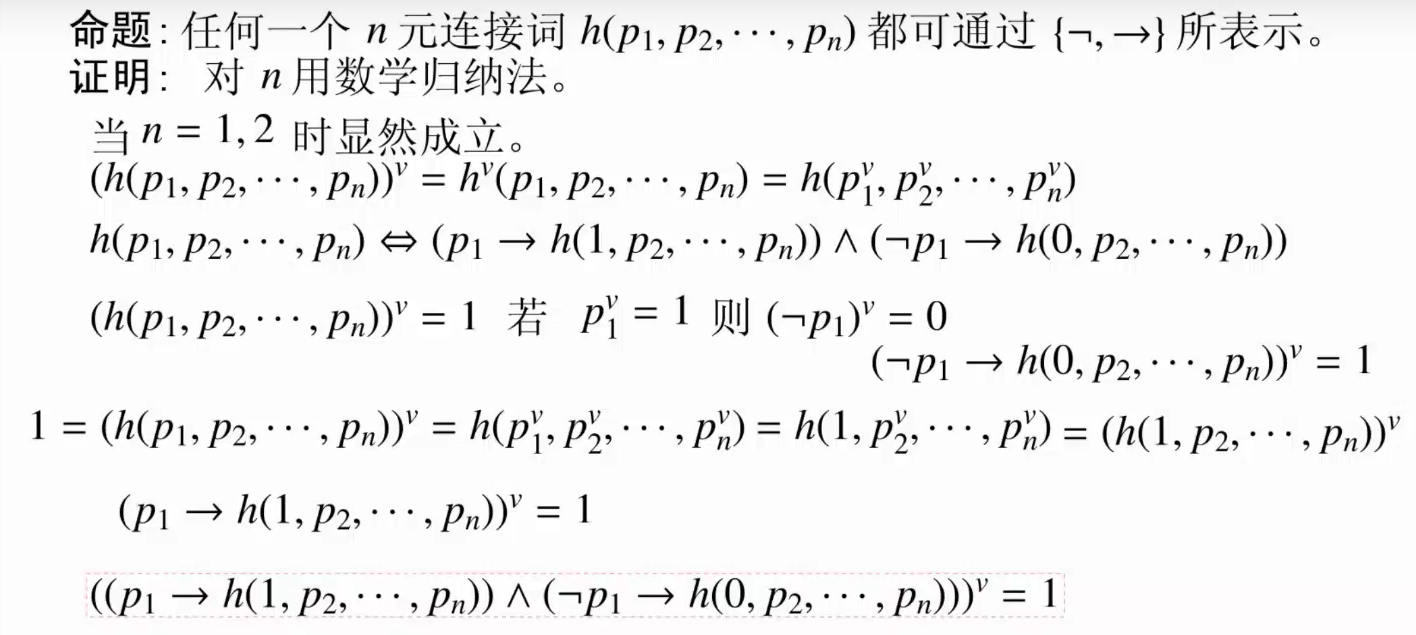 命题: 任何一个 n 元连接词 h(p₁, p₂, ⋯, pₙ) 都可通过 {¬, →} 所表示。
证明: 对 n 用数学归纳法。
当 n = 1, 2 时显然成立。
(h(p₁, p₂, ⋯, pₙ))ᵛ = hᵛ(p₁, p₂, ⋯, pₙ) = h(p₁ᵛ, p₂ᵛ, ⋯, pₙᵛ)
h(p₁, p₂, ⋯, pₙ) ⇔ (p₁ → h(1, p₂, ⋯, pₙ)) ∧ (¬p₁ → h(0, p₂, ⋯, pₙ))
(h(p₁, p₂, ⋯, pₙ))ᵛ = 1 若 p₁ᵛ = 1 则 (¬p₁)ᵛ = 0
(¬p₁ → h(0, p₂, ⋯, pₙ))ᵛ = 1
1 = (h(p₁, p₂, ⋯, pₙ))ᵛ = h(p₁ᵛ, p₂ᵛ, ⋯, pₙᵛ) = h(1, p₂ᵛ, ⋯, pₙᵛ) = (h(1, p₂, ⋯, pₙ))ᵛ
(p₁ → h(1, p₂, ⋯, pₙ))ᵛ = 1
((p₁ → h(1, p₂, ⋯, pₙ)) ∧ (¬p₁ → h(0, p₂, ⋯, pₙ)))ᵛ = 1